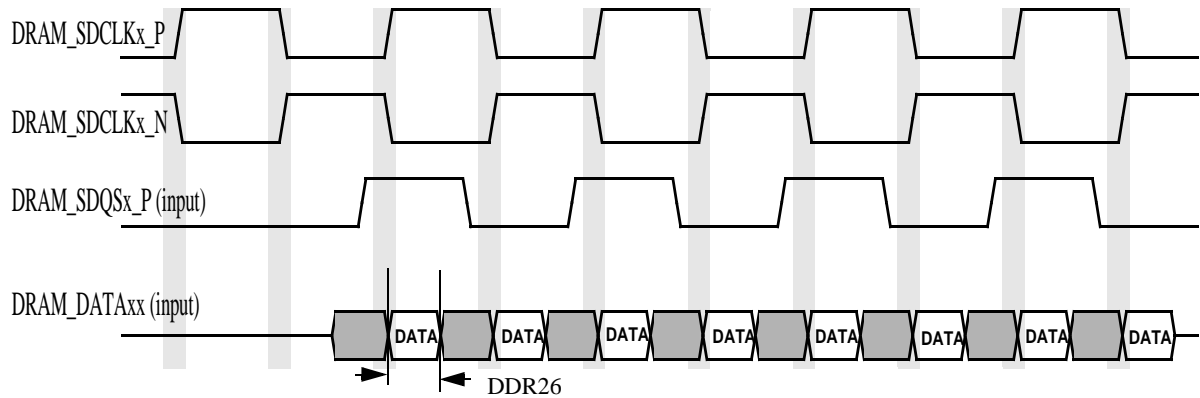 DRAM_SDCLKx_P
DRAM_SDCLKx_N
DRAM_SDQSx_P (input)
DRAM_DATAxx (input)
DATA DATA DATA DATA DATA DATA DATA DATA
DDR26